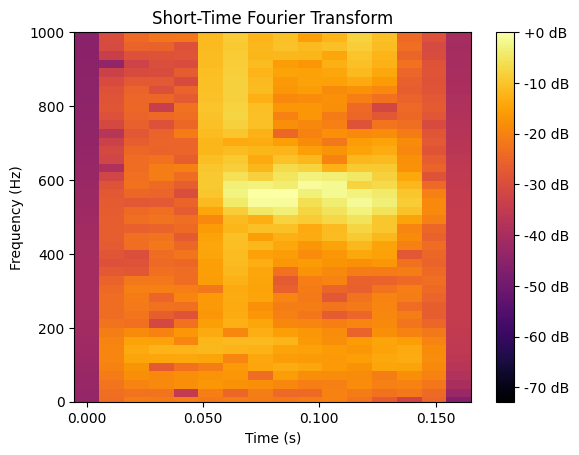 Short-Time Fourier Transform
1000
800
600
400
200
0
Frequency (Hz)
0.000
0.050
0.100
0.150
Time (s)
+0 dB
-10 dB
-20 dB
-30 dB
-40 dB
-50 dB
-60 dB
-70 dB